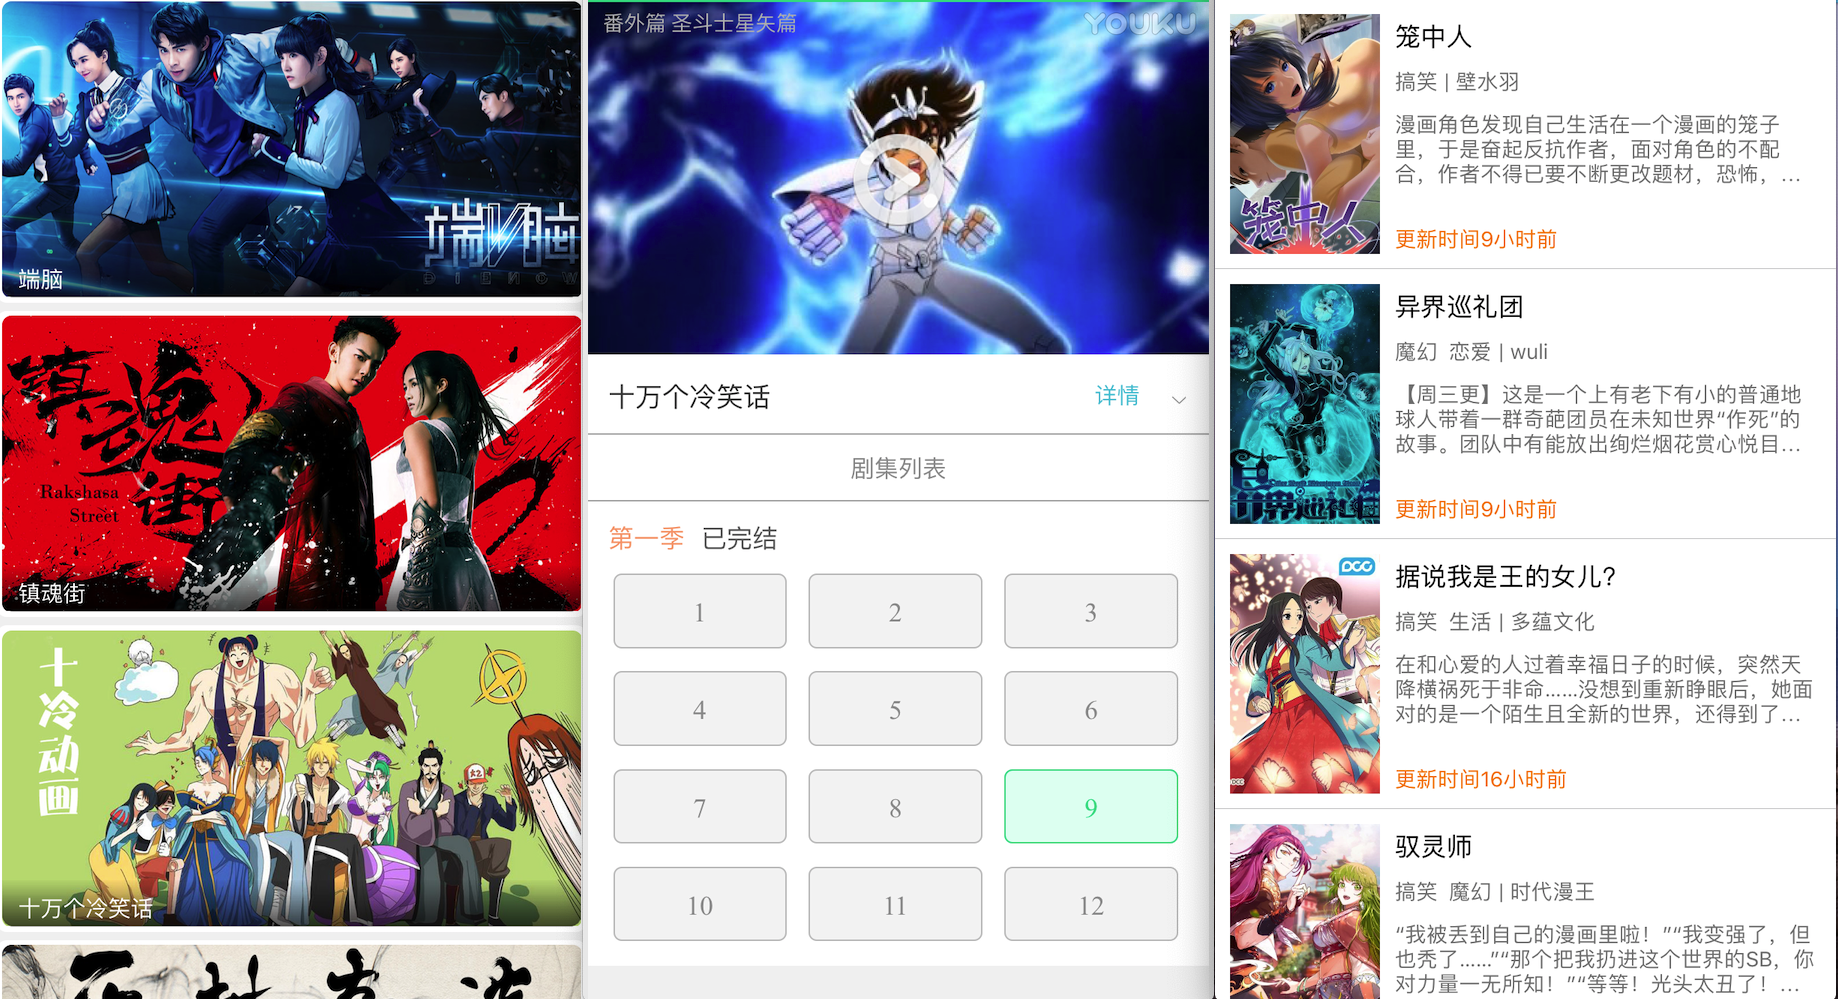 端脑
DIENOW
端脑
镇魂街
Rakshasa
Street
镇魂街
十冷动画
十万个冷笑话
番外篇 圣斗士星矢篇
YOUKU
十万个冷笑话
详情
剧集列表
第一季 已完结
1
2
3
4
5
6
7
8
9
10
11
12
笼中人
笼中人
搞笑 | 壁水羽
漫画角色发现自己生活在一个漫画的笼子
里，于是奋起反抗作者，面对角色的不配
合，作者不得已要不断更改题材，恐怖，...
更新时间9小时前
异界巡礼团
异界巡礼团
魔幻 恋爱 | wuli
【周三更】这是一个上有老下有小的普通地
球人带着一群奇葩团员在未知世界“作死”的
故事。团队中有能放出绚烂烟花赏心悦目...
更新时间9小时前
DCC
据说我是王的女儿?
搞笑 生活 | 多蕴文化
在和心爱的人过着幸福日子的时候，突然天
降横祸死于非命......没想到重新睁眼后，她面
对的是一个陌生且全新的世界，还得到了...
更新时间16小时前
驭灵师
搞笑 魔幻 | 时代漫王
“我被丢到自己的漫画里啦！”“我变强了，但
也秃了......”“那个把我扔进这个世界的SB，你
对力量一无所知！”“等等！光头太丑了！...